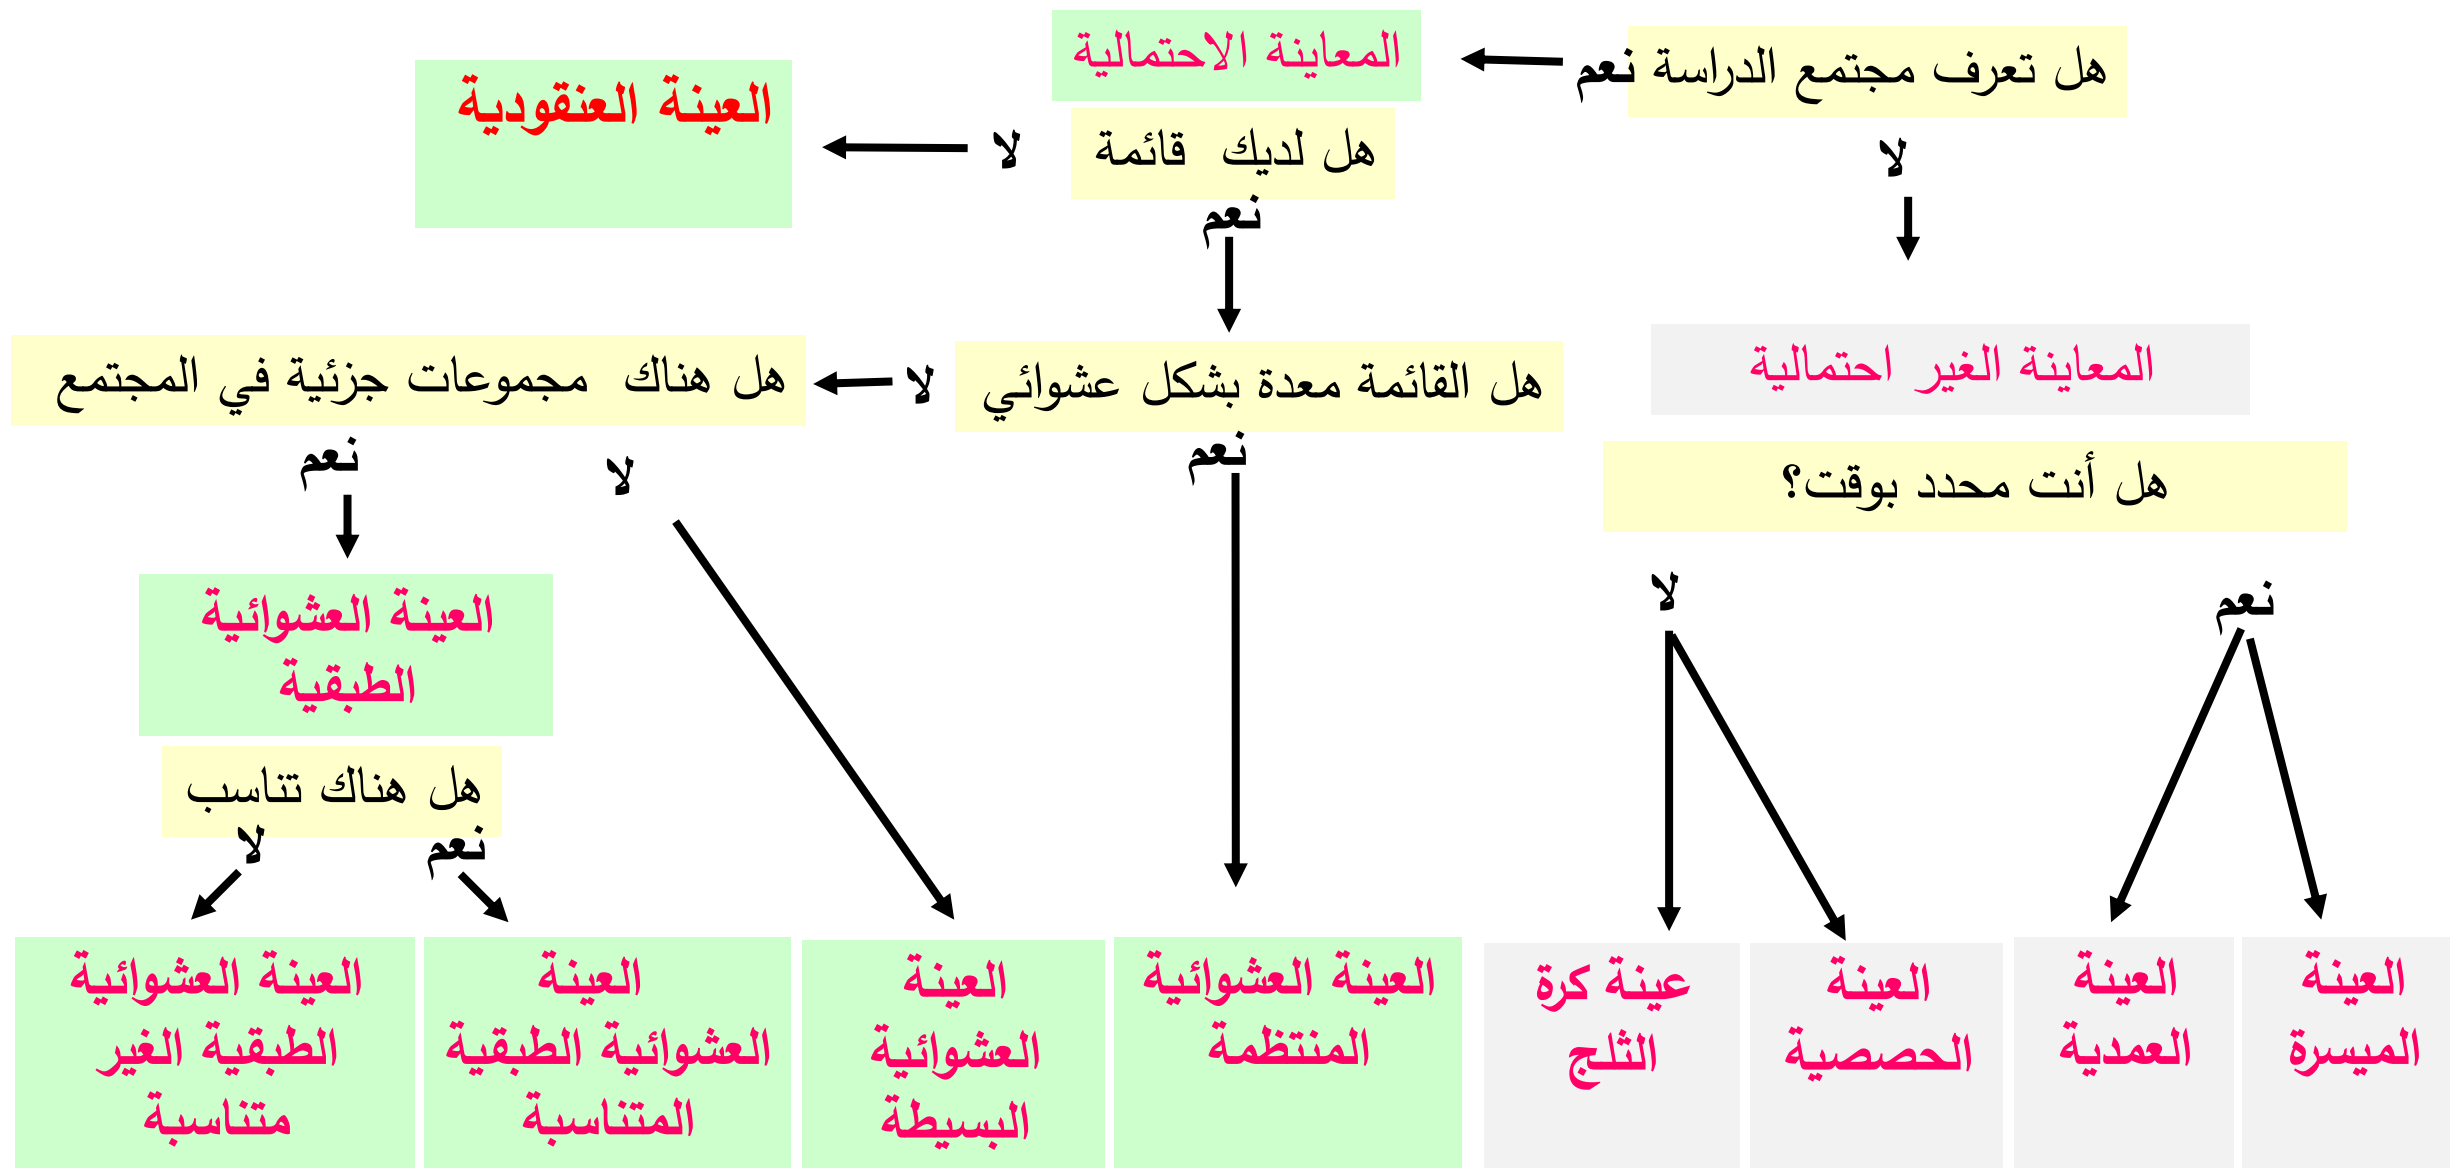 هل تعرف مجتمع الدراسة
نعم
المعاينة الاحتمالية
هل لديك قائمة
لا
العينة العنقودية
لا
نعم
المعاينة الغير احتمالية
هل القائمة معدة بشكل عشوائي
لا
هل هناك مجموعات جزئية في المجتمع
هل أنت محدد بوقت؟
نعم
لا
نعم
نعم
لا
العينة العشوائية
الطبقية
هل هناك تناسب
نعم
لا
العينة
الميسرة
العينة
العمدية
العينة
الحصصية
عينة كرة
الثلج
العينة العشوائية
المنتظمة
العينة
العشوائية
البسيطة
العينة
العشوائية الطبقية
المتناسبة
العينة العشوائية
الطبقية الغير
متناسبة